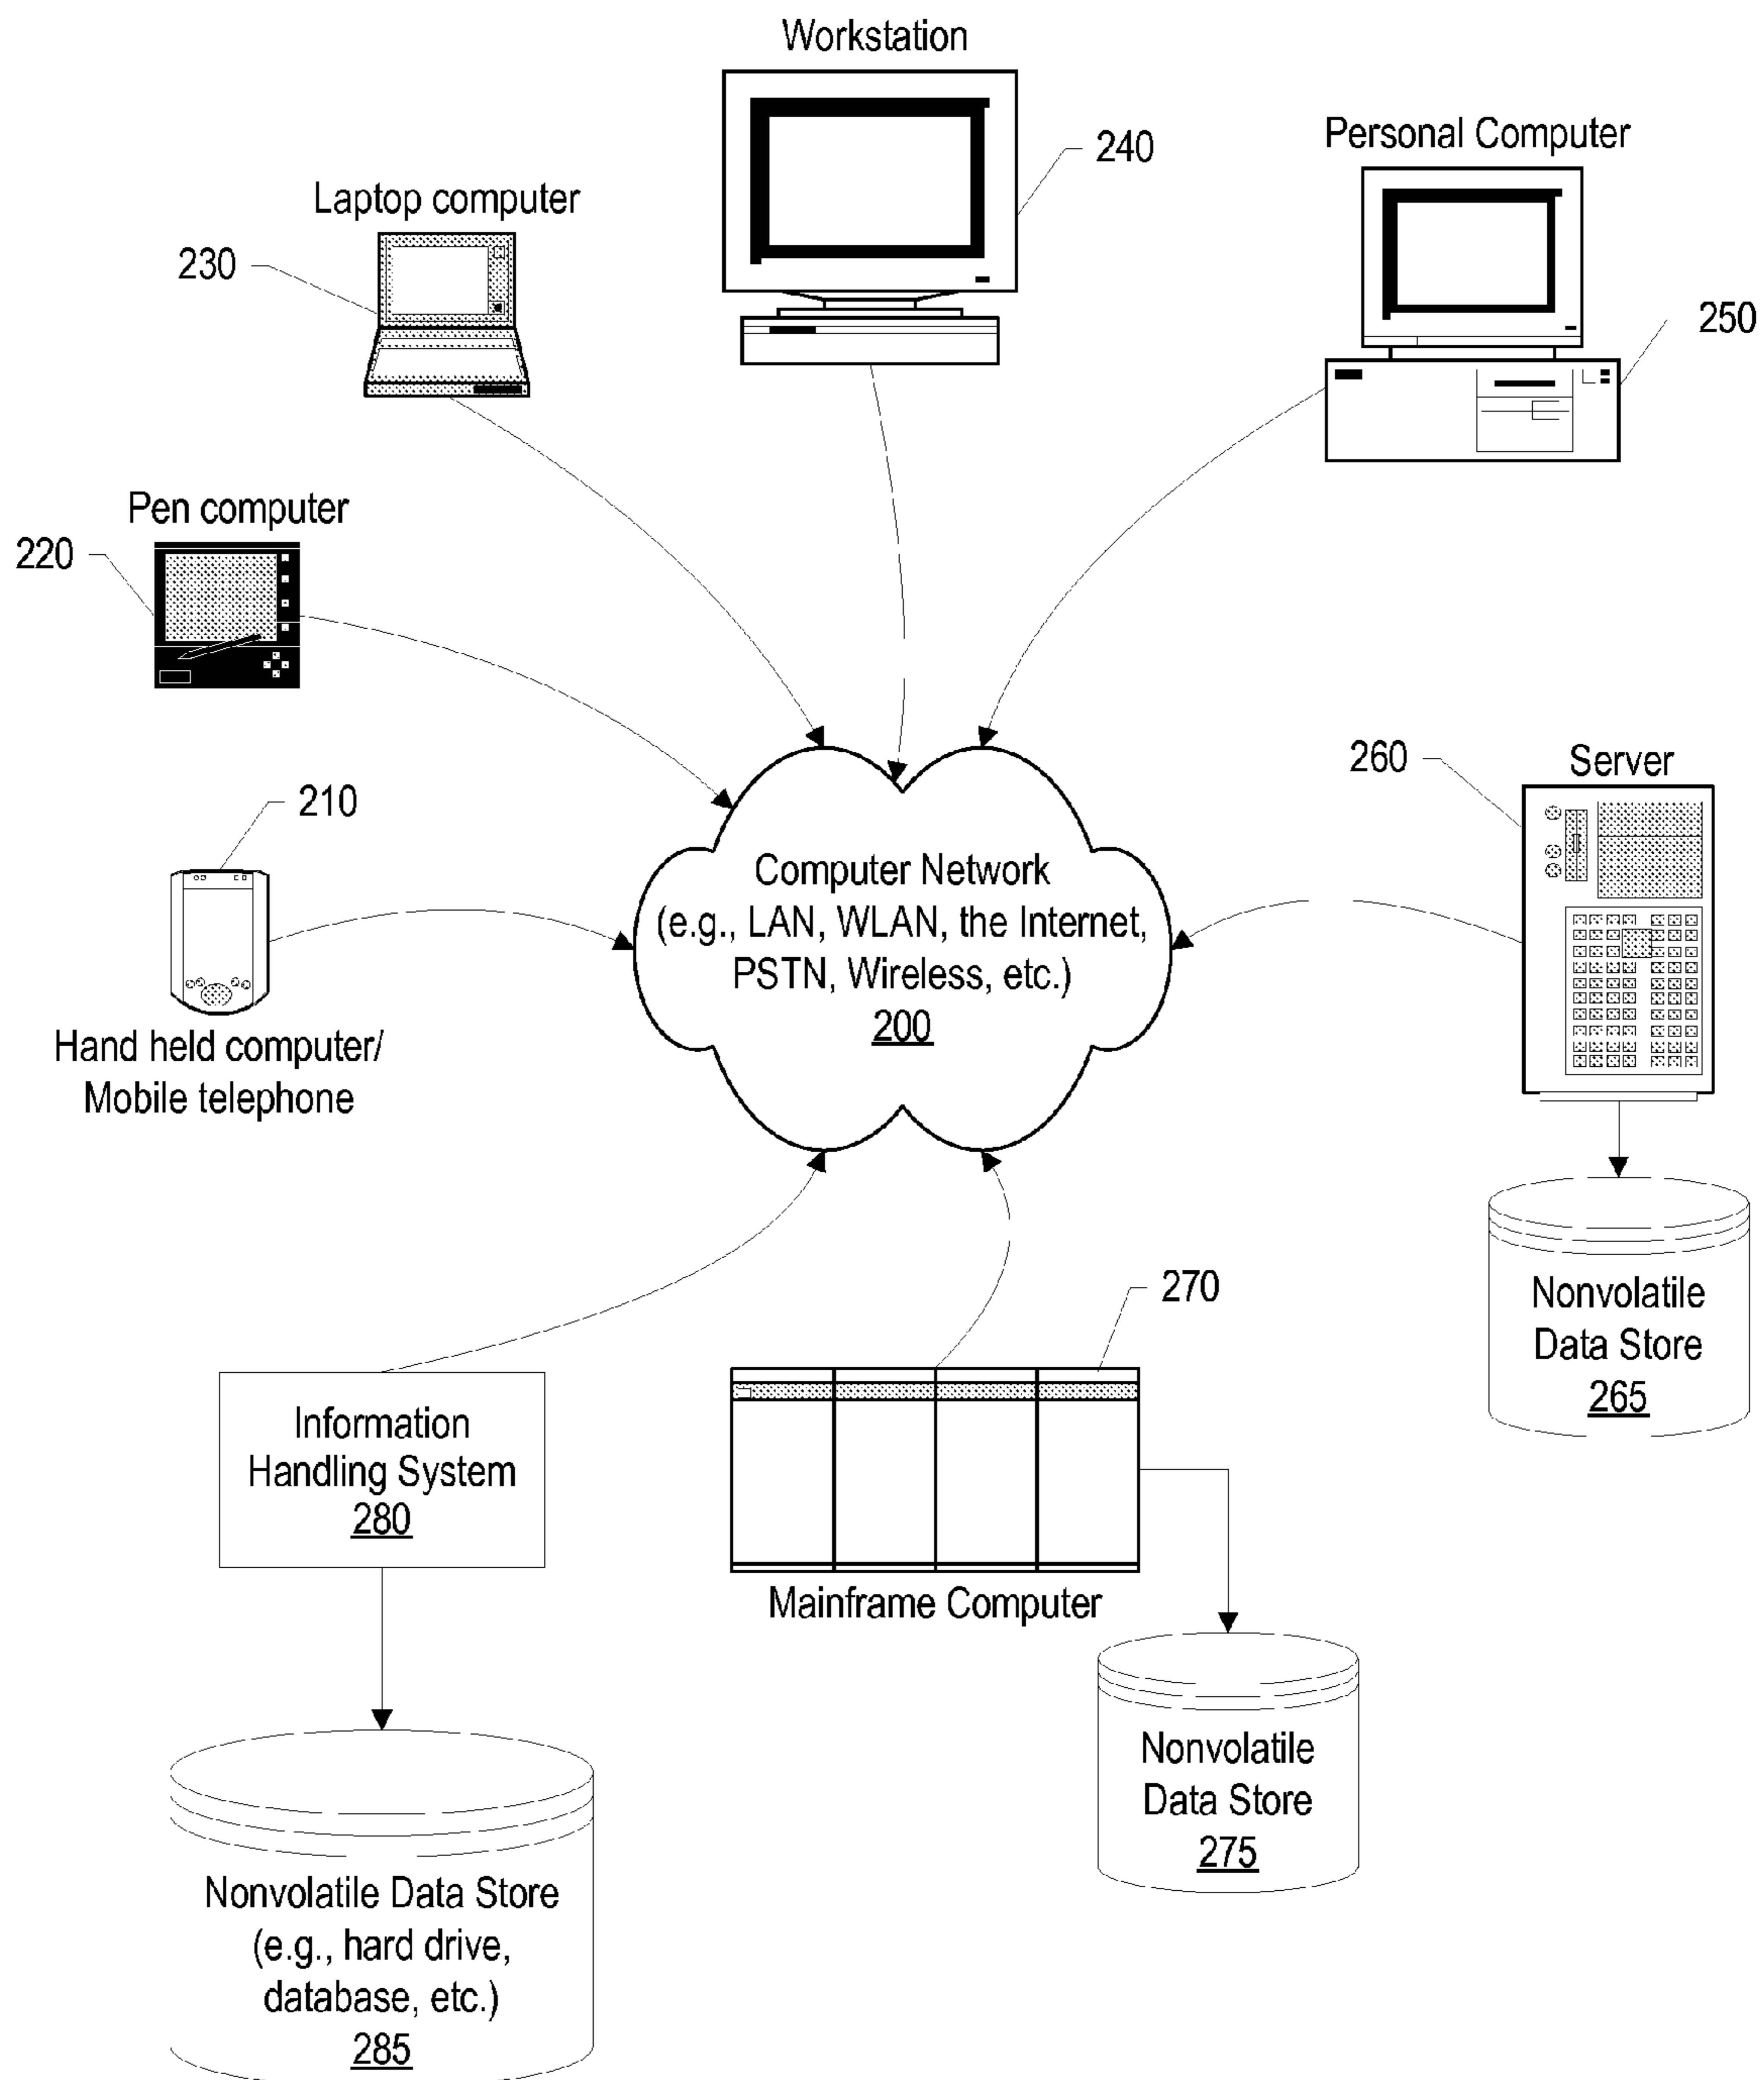 Workstation
240
Personal Computer
250
Laptop computer
230
Pen computer
220
210
Hand held computer/
Mobile telephone
Computer Network
(e.g., LAN, WLAN, the Internet,
PSTN, Wireless, etc.)
200
260
Server
Nonvolatile
Data Store
265
270
Mainframe Computer
Nonvolatile
Data Store
275
Information
Handling System
280
Nonvolatile Data Store
(e.g., hard drive,
database, etc.)
285